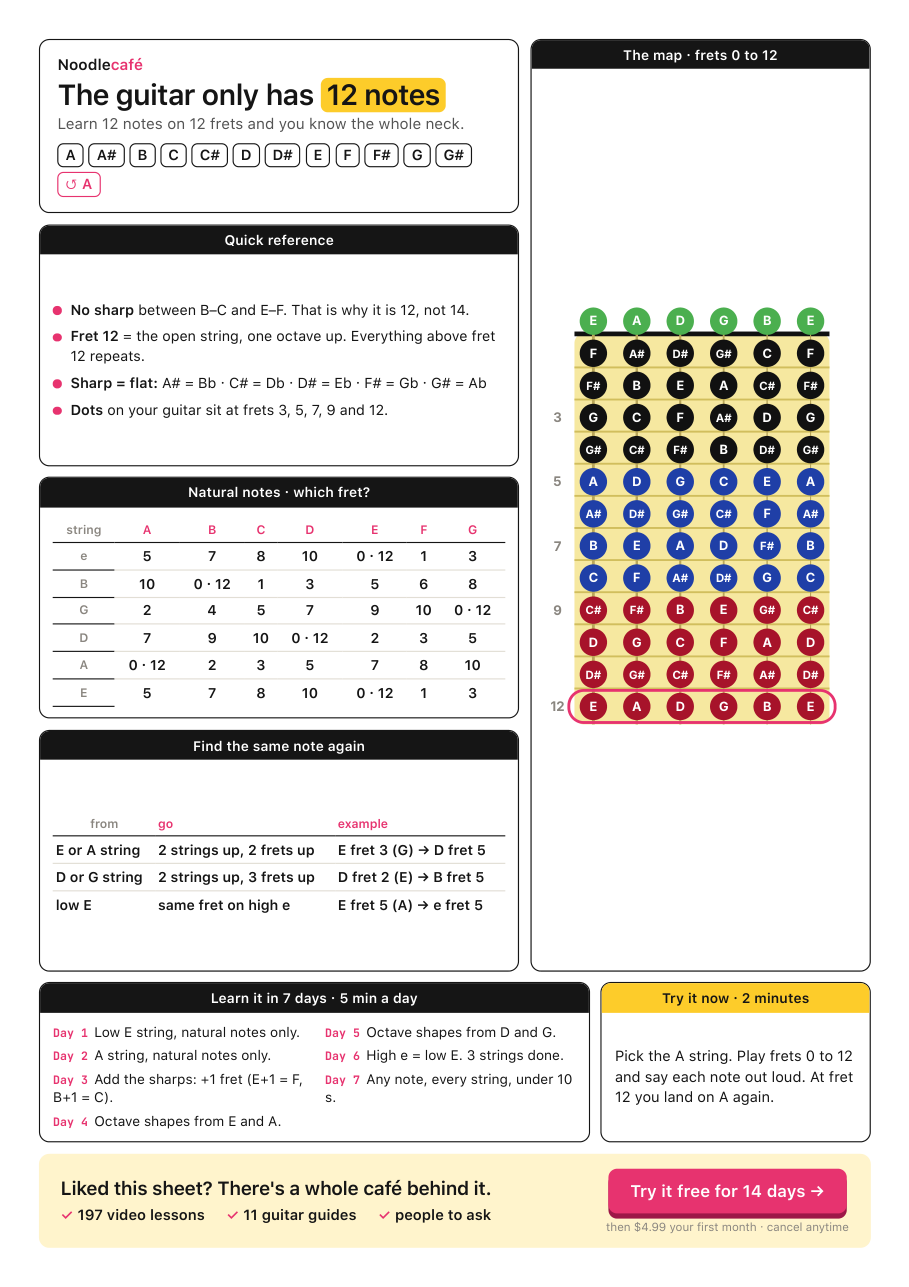 Noodlecafé
The guitar only has 12 notes
Learn 12 notes on 12 frets and you know the whole neck.
A A# B C C# D D# E F F# G G#
↺ A
Quick reference
No sharp between B–C and E–F. That is why it is 12, not 14.
Fret 12 = the open string, one octave up. Everything above fret
12 repeats.
Sharp = flat: A# = Bb · C# = Db · D# = Eb · F# = Gb · G# = Ab
Dots on your guitar sit at frets 3, 5, 7, 9 and 12.
Natural notes · which fret?
string A B C D E F G
e 5 7 8 10 0 · 12 1 3
B 10 0 · 12 1 3 5 6 8
G 2 4 5 7 9 10 0 · 12
D 7 9 10 0 · 12 2 3 5
A 0 · 12 2 3 5 7 8 10
E 5 7 8 10 0 · 12 1 3
Find the same note again
from go example
E or A string 2 strings up, 2 frets up E fret 3 (G) → D fret 5
D or G string 2 strings up, 3 frets up D fret 2 (E) → B fret 5
low E same fret on high e E fret 5 (A) → e fret 5
The map · frets 0 to 12
E A D G B E
F A# D# G# C F
F# B E A C# F#
3 G C F A# D G
G# C# F# B D# G#
5 A D G C E A
A# D# G# C# F A#
7 B E A D F# B
C F A# D# G C
9 C# F# B E G# C#
D G C F A D
D# G# C# F# A# D#
12 E A D G B E
Learn it in 7 days · 5 min a day
Day 1 Low E string, natural notes only.
Day 2 A string, natural notes only.
Day 3 Add the sharps: +1 fret (E+1 = F,
B+1 = C).
Day 4 Octave shapes from E and A.
Day 5 Octave shapes from D and G.
Day 6 High e = low E. 3 strings done.
Day 7 Any note, every string, under 10
s.
Try it now · 2 minutes
Pick the A string. Play frets 0 to 12
and say each note out loud. At fret
12 you land on A again.
Liked this sheet? There's a whole café behind it.
✓ 197 video lessons ✓ 11 guitar guides ✓ people to ask
Try it free for 14 days →
then $4.99 your first month · cancel anytime